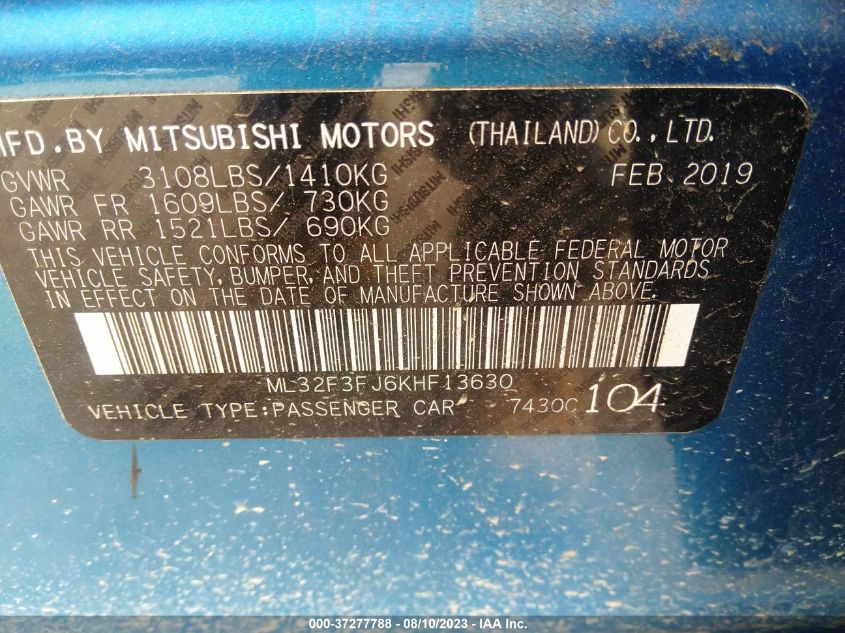 MFD.BY MITSUBISHI MOTORS (THAILAND) CO.,LTD.
GVWR 3108LBS/1410KG FEB 2019
GAWR FR 1609LBS/ 730KG
GAWR RR 1521LBS/ 690KG
THIS VEHICLE CONFORMS TO ALL APPLICABLE FEDERAL MOTOR
VEHICLE SAFETY, BUMPER, AND THEFT PREVENTION STANDARDS
IN EFFECT ON THE DATE OF MANUFACTURE SHOWN ABOVE.
ML32F3FJ6KHF13630
VEHICLE TYPE:PASSENGER CAR 7430C 104
000-37277788 - 08/10/2023 - IAA Inc.